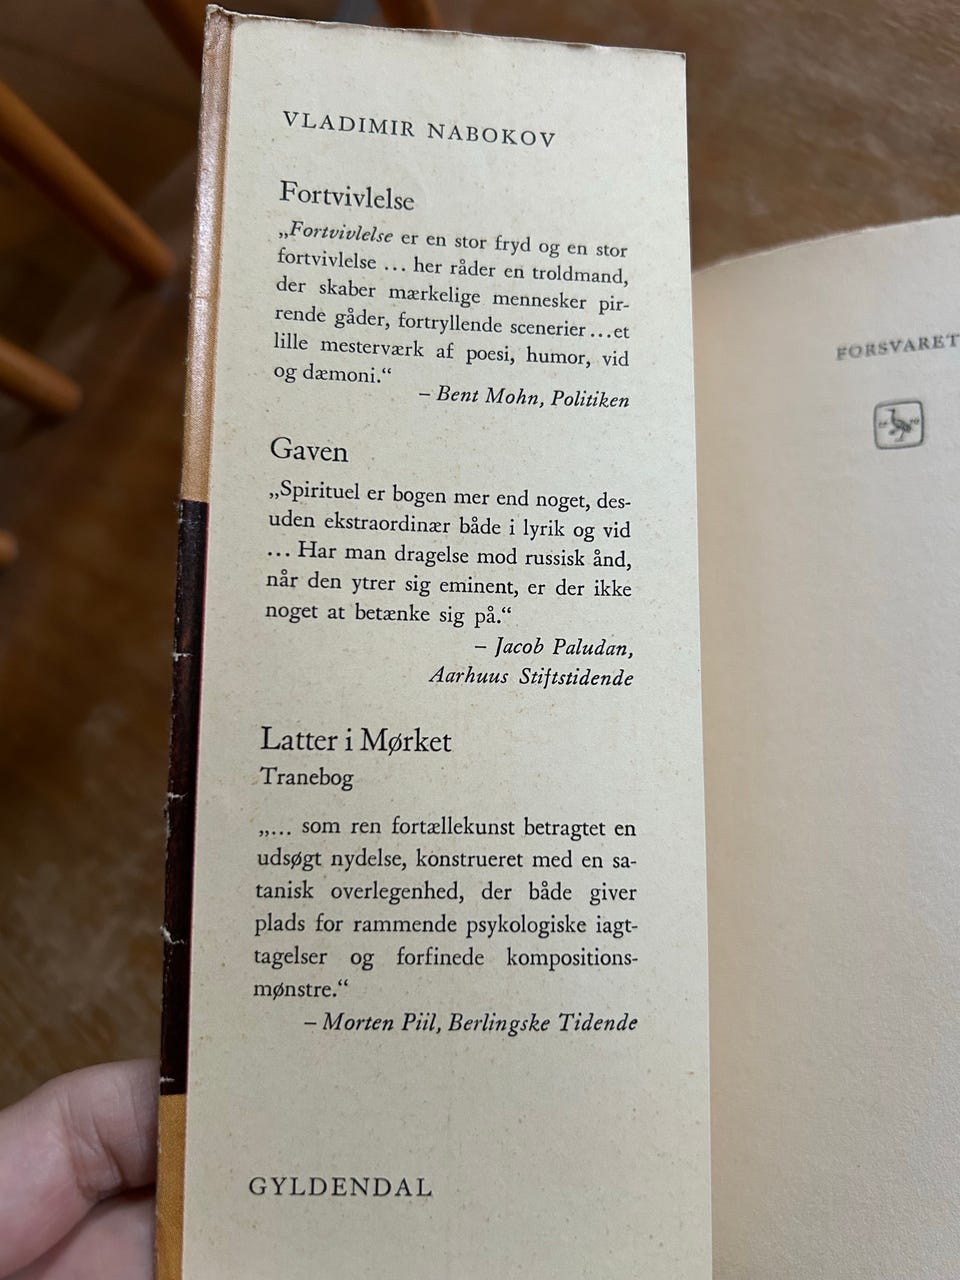 VLADIMIR NABOKOV
Fortvivlelse
„Fortvivlelse er en stor fryd og en stor
fortvivlelse ... her råder en troldmand,
der skaber mærkelige mennesker pir-
rende gåder, fortryllende scenerier ... et
lille mesterværk af poesi, humor, vid
og dæmoni.“
– Bent Mohn, Politiken
Gaven
„Spirituel er bogen mer end noget, des-
uden ekstraordinær både i lyrik og vid
... Har man dragelse mod russisk ånd,
når den ytrer sig eminent, er der ikke
noget at betænke sig på.“
– Jacob Paludan,
Aarhuus Stiftstidende
Latter i Mørket
Tranebog
„... som ren fortællekunst betragtet en
udsøgt nydelse, konstrueret med en sa-
tanisk overlegenhed, der både giver
plads for rammende psykologiske iagt-
tagelser og forfinede kompositions-
mønstre.“
– Morten Piil, Berlingske Tidende
GYLDENDAL
FORSVARET